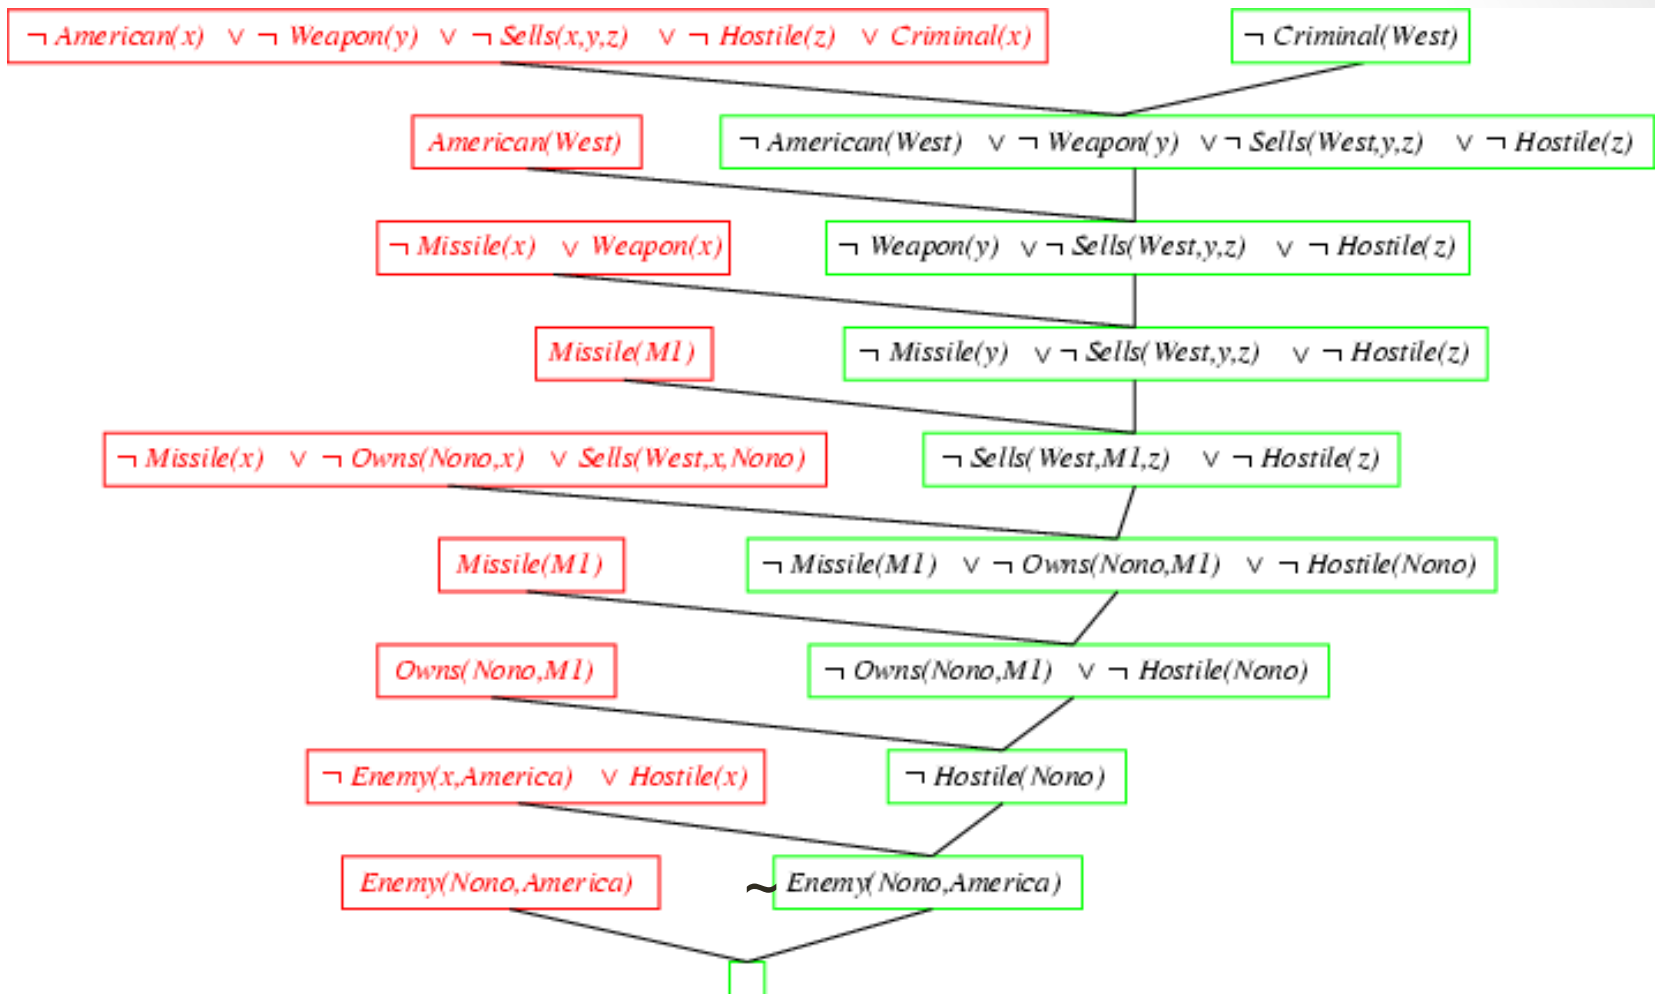 ¬ American(x) ∨ ¬ Weapon(y) ∨ ¬ Sells(x,y,z) ∨ ¬ Hostile(z) ∨ Criminal(x) ¬ Criminal(West)
American(West) ¬ American(West) ∨ ¬ Weapon(y) ∨ ¬ Sells(West,y,z) ∨ ¬ Hostile(z)
¬ Missile(x) ∨ Weapon(x) ¬ Weapon(y) ∨ ¬ Sells(West,y,z) ∨ ¬ Hostile(z)
Missile(M1) ¬ Missile(y) ∨ ¬ Sells(West,y,z) ∨ ¬ Hostile(z)
¬ Missile(x) ∨ ¬ Owns(Nono,x) ∨ Sells(West,x,Nono) ¬ Sells(West,M1,z) ∨ ¬ Hostile(z)
Missile(M1) ¬ Missile(M1) ∨ ¬ Owns(Nono,M1) ∨ ¬ Hostile(Nono)
Owns(Nono,M1) ¬ Owns(Nono,M1) ∨ ¬ Hostile(Nono)
¬ Enemy(x,America) ∨ Hostile(x) ¬ Hostile(Nono)
Enemy(Nono,America) ~ Enemy(Nono,America)